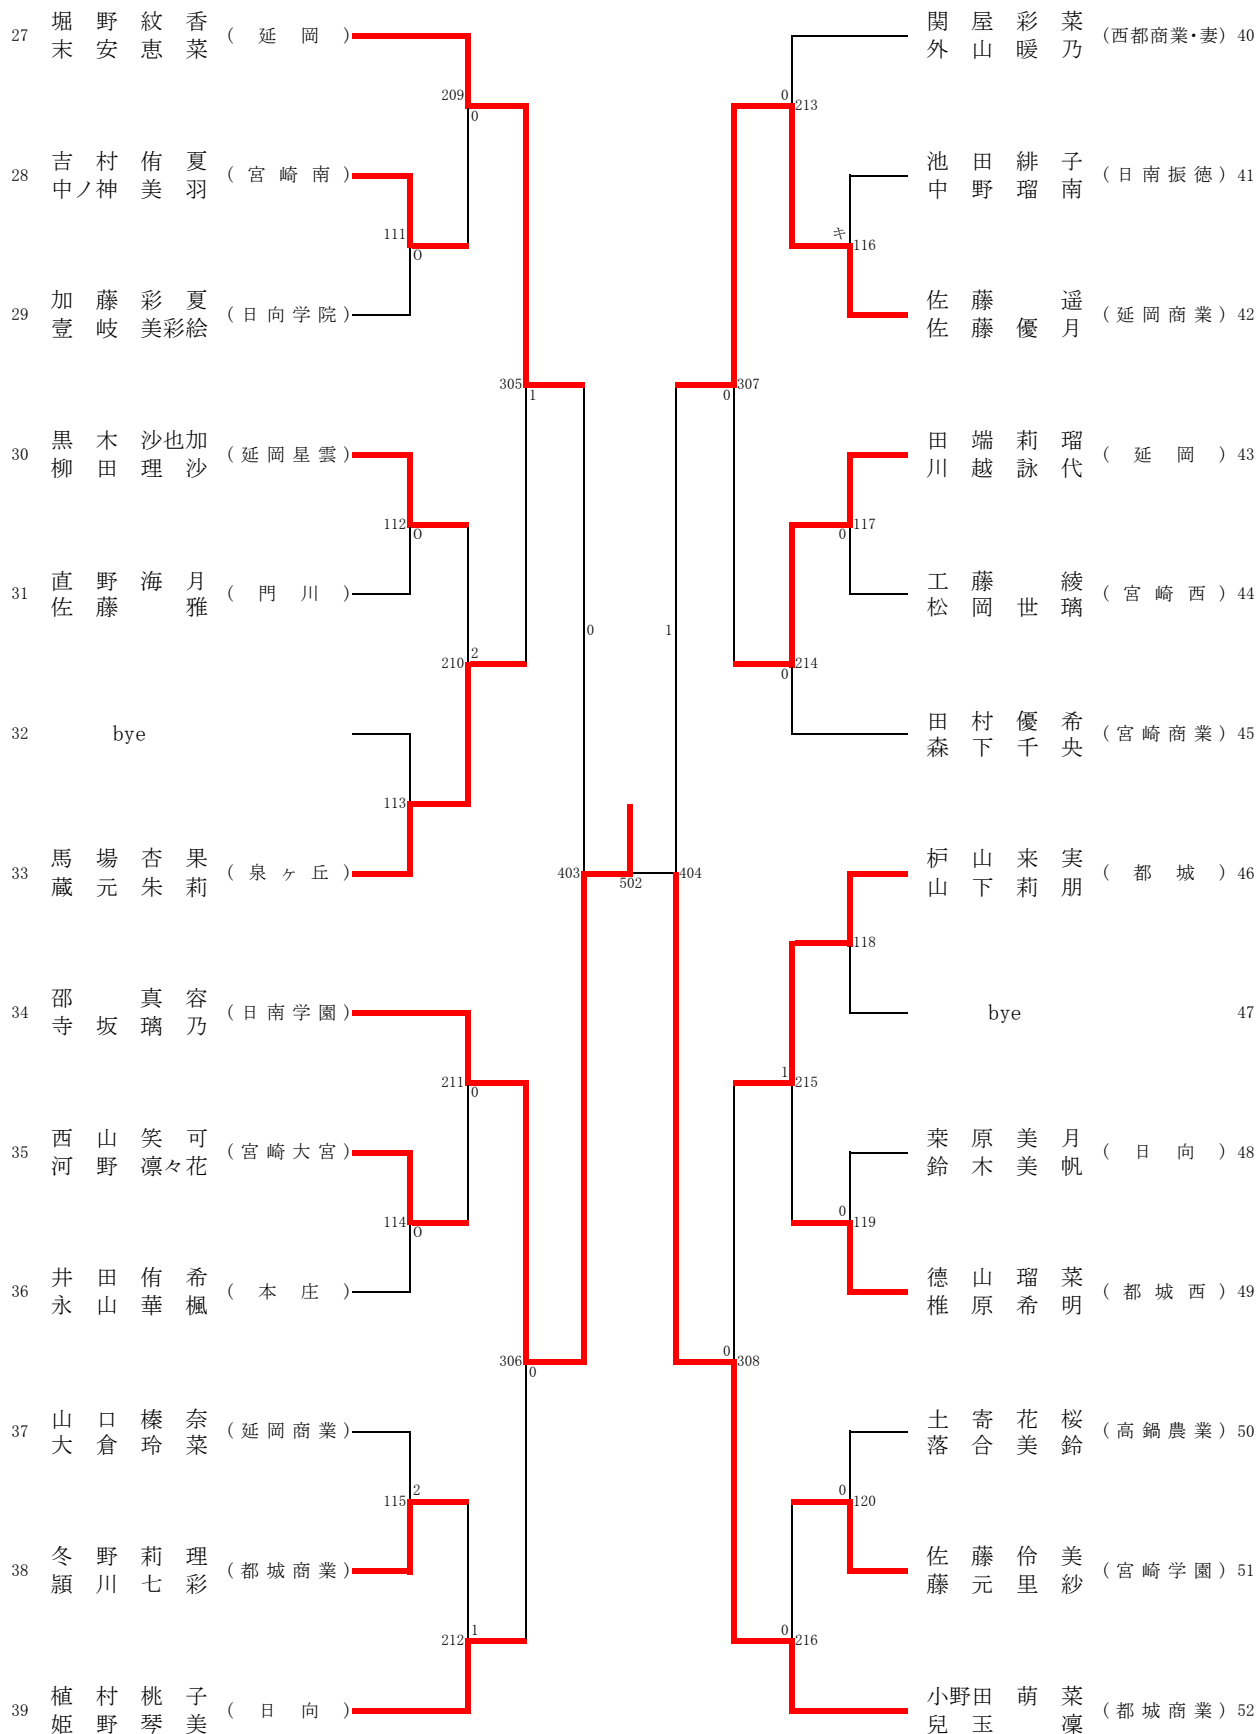 27 堀野紋香 (延岡)
末安恵菜
209
0
28 吉村侑夏 (宮崎南)
中ノ神美羽
111
0
29 加藤彩夏 (日向学院)
壹岐美彩絵
305
1
30 黒木沙也加 (延岡星雲)
柳田理沙
112
0
31 直野海月 (門川)
佐藤雅
0
210
2
32 bye
113
33 馬場杏果 (泉ヶ丘)
蔵元朱莉
403
502
34 邵真容 (日南学園)
寺坂璃乃
211
0
35 西山笑可 (宮崎大宮)
河野凛々花
114
0
36 井田侑希 (本庄)
永山華楓
306
0
37 山口榛奈 (延岡商業)
大倉玲菜
115
2
38 冬野莉理 (都城商業)
頴川七彩
212
1
39 植村桃子 (日向)
姫野琴美
関屋彩菜 (西都商業・妻) 40
外山暖乃
0
213
池田緋子 (日南振徳) 41
中野瑠南
キ
116
佐藤遥 (延岡商業) 42
佐藤優月
307
0
田端莉瑠 (延岡) 43
川越詠代
117
0
工藤綾 (宮崎西) 44
松岡世璃
1
214
0
田村優希 (宮崎商業) 45
森下千央
404
枦山来実 (都城) 46
山下莉朋
118
bye 47
1
215
桒原美月 (日向) 48
鈴木美帆
0
119
德山瑠菜 (都城西) 49
椎原希明
0
308
土寄花桜 (高鍋農業) 50
落合美鈴
0
120
佐藤伶美 (宮崎学園) 51
藤元里紗
0
216
小野田萌菜 (都城商業) 52
兒玉凜